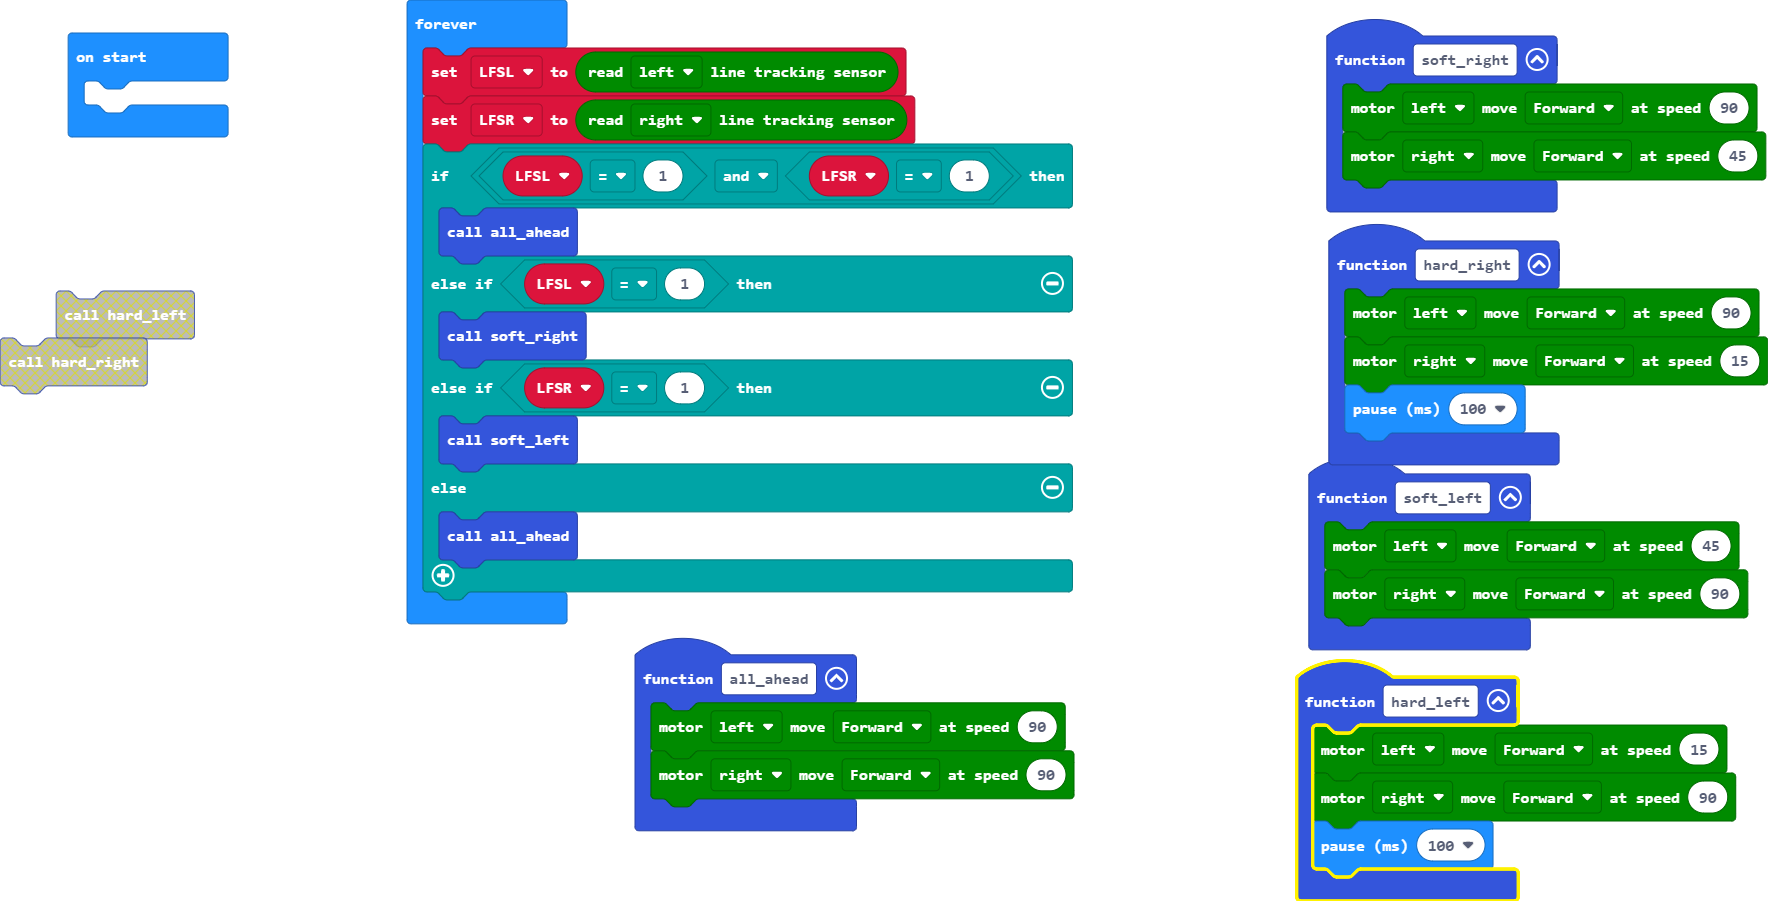 on start
call hard_left
call hard_right
forever
set LFSL to read left line tracking sensor
set LFSR to read right line tracking sensor
if LFSL = 1 and LFSR = 1 then
call all_ahead
else if LFSL = 1 then
call soft_right
else if LFSR = 1 then
call soft_left
else
call all_ahead
function all_ahead
motor left move Forward at speed 90
motor right move Forward at speed 90
function soft_right
motor left move Forward at speed 90
motor right move Forward at speed 45
function hard_right
motor left move Forward at speed 90
motor right move Forward at speed 15
pause (ms) 100
function soft_left
motor left move Forward at speed 45
motor right move Forward at speed 90
function hard_left
motor left move Forward at speed 15
motor right move Forward at speed 90
pause (ms) 100